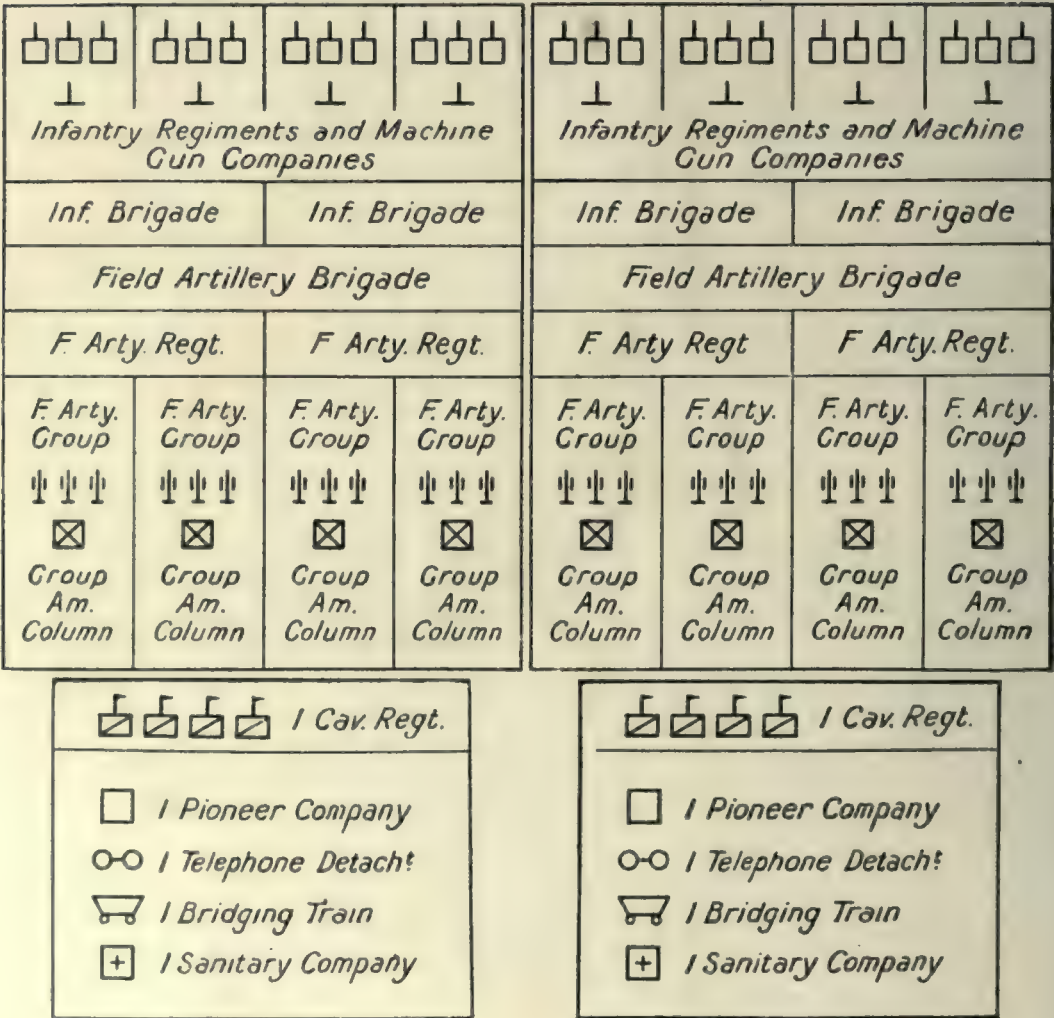 Infantry Regiments and Machine
Gun Companies
Inf. Brigade
Inf. Brigade
Field Artillery Brigade
F. Arty. Regt.
F Arty. Regt.
F. Arty.
Group
F. Arty.
Group
F. Arty.
Group
F. Arty.
Group
Group
Am.
Column
Group
Am.
Column
Group
Am.
Column
Group
Am.
Column
1 Cav. Regt.
1 Pioneer Company
1 Telephone Detacht
1 Bridging Train
1 Sanitary Company
Infantry Regiments and Machine
Gun Companies
Inf. Brigade
Inf. Brigade
Field Artillery Brigade
F. Arty Regt
F Arty. Regt.
F. Arty.
Group
F. Arty.
Group
F. Arty.
Group
F. Arty.
Group
Group
Am.
Column
Group
Am.
Column
Group
Am.
Column
Group
Am.
Column
1 Cav. Regt.
1 Pioneer Company
1 Telephone Detacht
1 Bridging Train
1 Sanitary Company